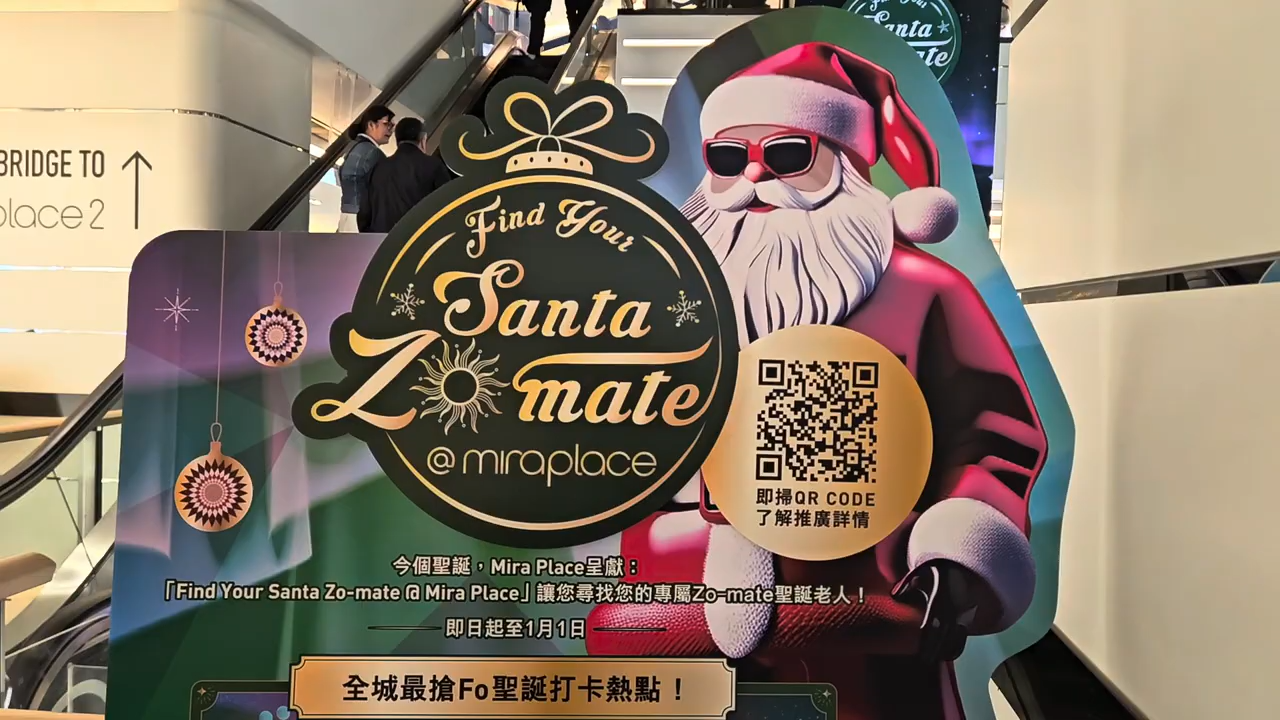 BRIDGE TO
place 2
Find Your
Santa
Zo-mate
@miraplace
Santa
mate
即掃QR CODE
了解推廣詳情
今個聖誕，Mira Place呈獻：
「Find Your Santa Zo-mate @ Mira Place」讓您尋找您的專屬Zo-mate聖誕老人！
即日起至1月1日
全城最搶Fo聖誕打卡熱點！